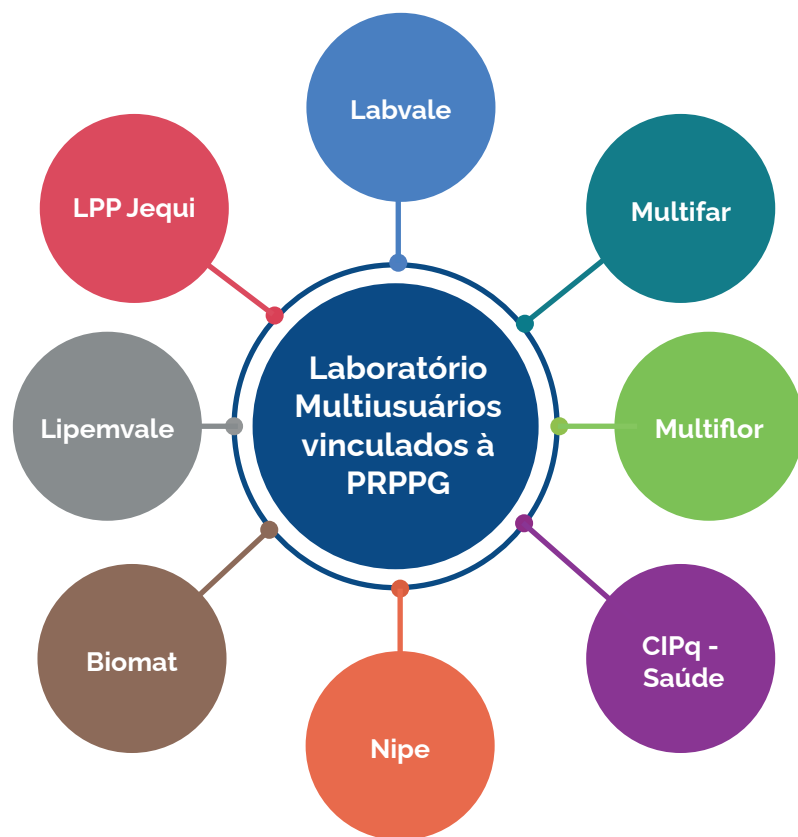 Labvale
LPP Jequi
Multifar
Laboratório
Multiusuários
vinculados à
PRPPG
Lipemvale
Multiflor
Biomat
CIPq -
Saúde
Nipe